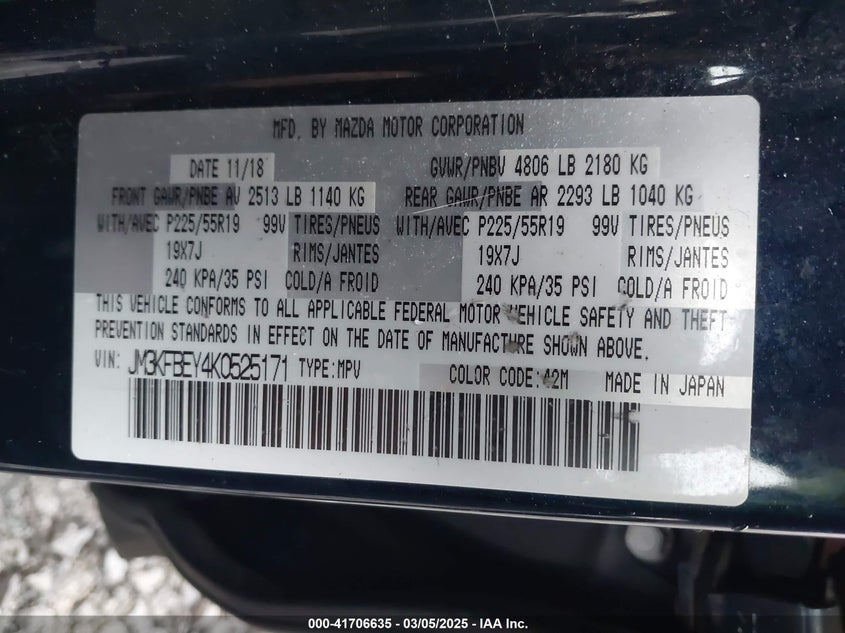 MFD. BY MAZDA MOTOR CORPORATION
DATE 11/18 GVWR/PNBV 4806 LB 2180 KG
FRONT GAWR/PNBE AV 2513 LB 1140 KG REAR GAWR/PNBE AR 2293 LB 1040 KG
WITH/AVEC P225/55R19 99V TIRES/PNEUS WITH/AVEC P225/55R19 99V TIRES/PNEUS
19X7J RIMS/JANTES 19X7J RIMS/JANTES
240 KPA/35 PSI COLD/A FROID 240 KPA/35 PSI COLD/A FROID
THIS VEHICLE CONFORMS TO ALL APPLICABLE FEDERAL MOTOR VEHICLE SAFETY AND THEFT
PREVENTION STANDARDS IN EFFECT ON THE DATE OF MANUFACTURE SHOWN ABOVE.
VIN: JM3KFBEY4K0525171 TYPE:MPV COLOR CODE:42M MADE IN JAPAN
000-41706635 - 03/05/2025 - IAA Inc.